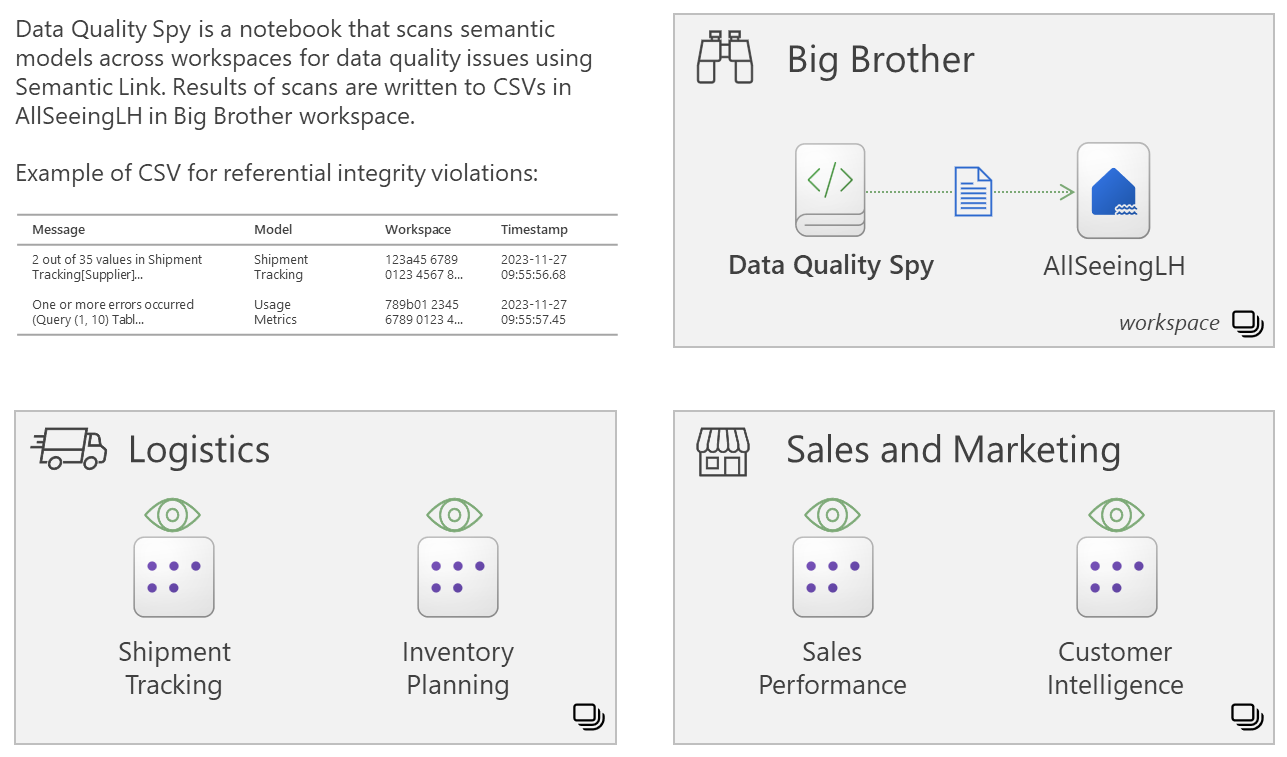 Data Quality Spy is a notebook that scans semantic
models across workspaces for data quality issues using
Semantic Link. Results of scans are written to CSVs in
AllSeeingLH in Big Brother workspace.
Example of CSV for referential integrity violations:
Message Model Workspace Timestamp
2 out of 35 values in Shipment Shipment 123a45 6789 2023-11-27
Tracking[Supplier]... Tracking 0123 4567 8... 09:55:56.68
One or more errors occurred Usage 789b01 2345 2023-11-27
(Query (1, 10) Tabl... Metrics 6789 0123 4... 09:55:57.45
Big Brother
</>
Data Quality Spy AllSeeingLH
workspace
Logistics
Shipment Inventory
Tracking Planning
Sales and Marketing
Sales Customer
Performance Intelligence